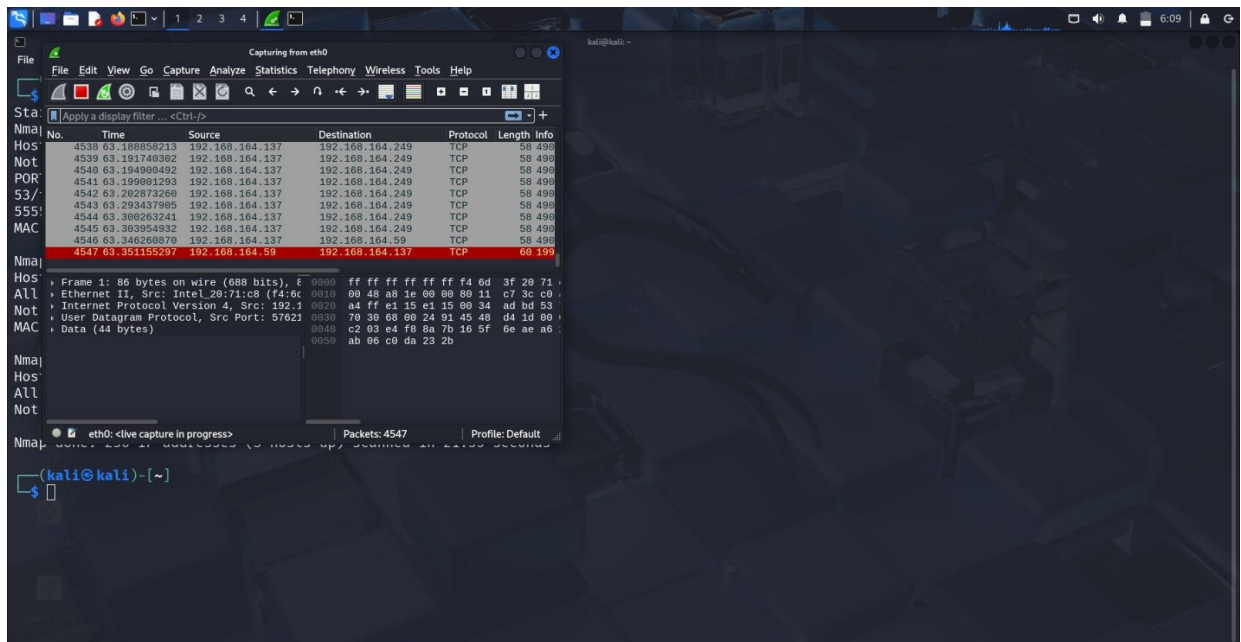 1 2 3 4 6:09
kali@kali: ~
File
Capturing from eth0
File Edit View Go Capture Analyze Statistics Telephony Wireless Tools Help
Apply a display filter ... <Ctrl-/>
No. Time Source Destination Protocol Length Info
4538 63.188858213 192.168.164.137 192.168.164.249 TCP 58 490
4539 63.191740302 192.168.164.137 192.168.164.249 TCP 58 490
4540 63.194900492 192.168.164.137 192.168.164.249 TCP 58 490
4541 63.199001293 192.168.164.137 192.168.164.249 TCP 58 490
4542 63.202873260 192.168.164.137 192.168.164.249 TCP 58 490
4543 63.293437905 192.168.164.137 192.168.164.249 TCP 58 490
4544 63.300263241 192.168.164.137 192.168.164.249 TCP 58 490
4545 63.303954932 192.168.164.137 192.168.164.249 TCP 58 490
4546 63.346260870 192.168.164.137 192.168.164.59 TCP 58 490
4547 63.351155297 192.168.164.59 192.168.164.137 TCP 60 199
Frame 1: 86 bytes on wire (688 bits), 8
Ethernet II, Src: Intel_20:71:c8 (f4:6d
Internet Protocol Version 4, Src: 192.1
User Datagram Protocol, Src Port: 57621
Data (44 bytes)
0000 ff ff ff ff ff ff f4 6d 3f 20 71
0010 00 48 a8 1e 00 00 80 11 c7 3c c0
0020 a4 ff e1 15 e1 15 00 34 ad bd 53
0030 70 30 68 00 24 91 45 48 d4 1d 00
0040 c2 03 e4 f8 8a 7b 16 5f 6e ae a6
0050 ab 06 c0 da 23 2b
eth0: <live capture in progress> Packets: 4547 Profile: Default
$
Sta
Nma
Hos
Not
POR
53/
555
MAC
Nma
Hos
All
Not
MAC
Nma
Hos
All
Not
Nmap
(kali㉿kali)-[~]
$